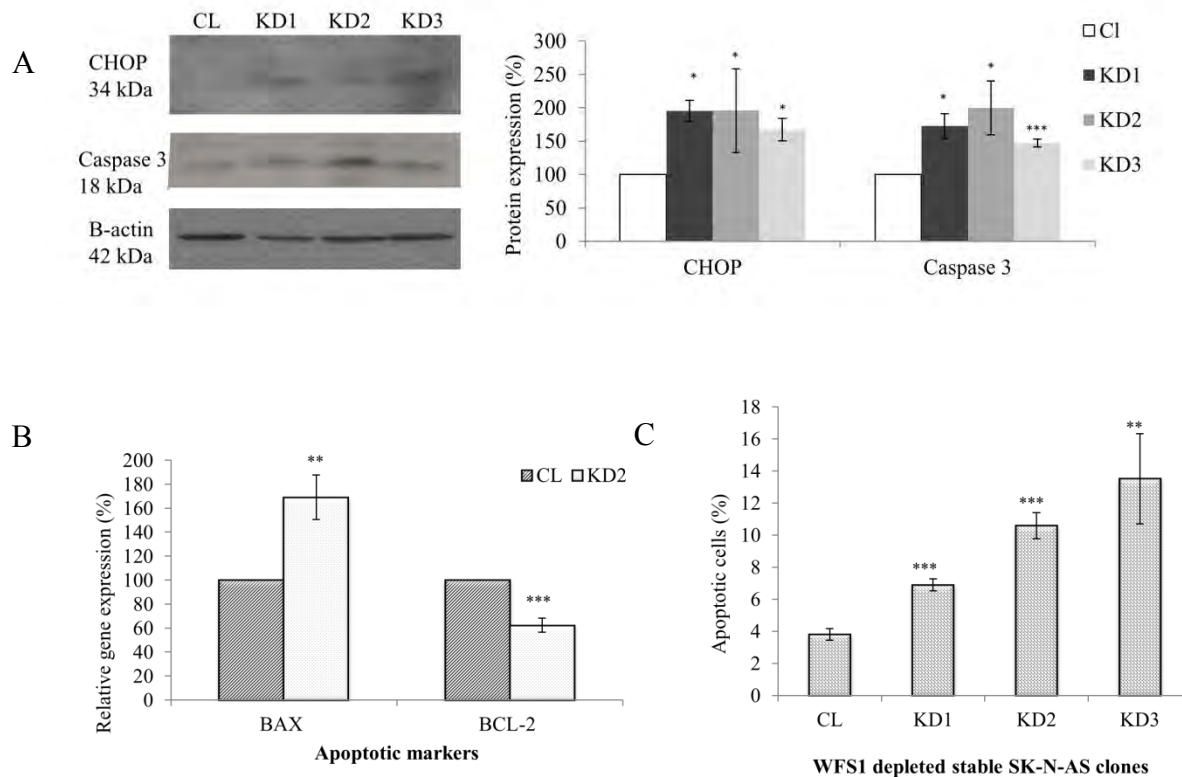 A
CL KD1 KD2 KD3
CHOP
34 kDa
Caspase 3
18 kDa
B-actin
42 kDa
Protein expression (%)
300
250
200
150
100
50
0
* * *
* * ***
CHOP Caspase 3
Cl
KD1
KD2
KD3
B
Relative gene expression (%)
200
180
160
140
120
100
80
60
40
20
0
**
***
CL KD2
BAX BCL-2
Apoptotic markers
C
Apoptotic cells (%)
18
16
14
12
10
8
6
4
2
0
***
***
**
CL KD1 KD2 KD3
WFS1 depleted stable SK-N-AS clones